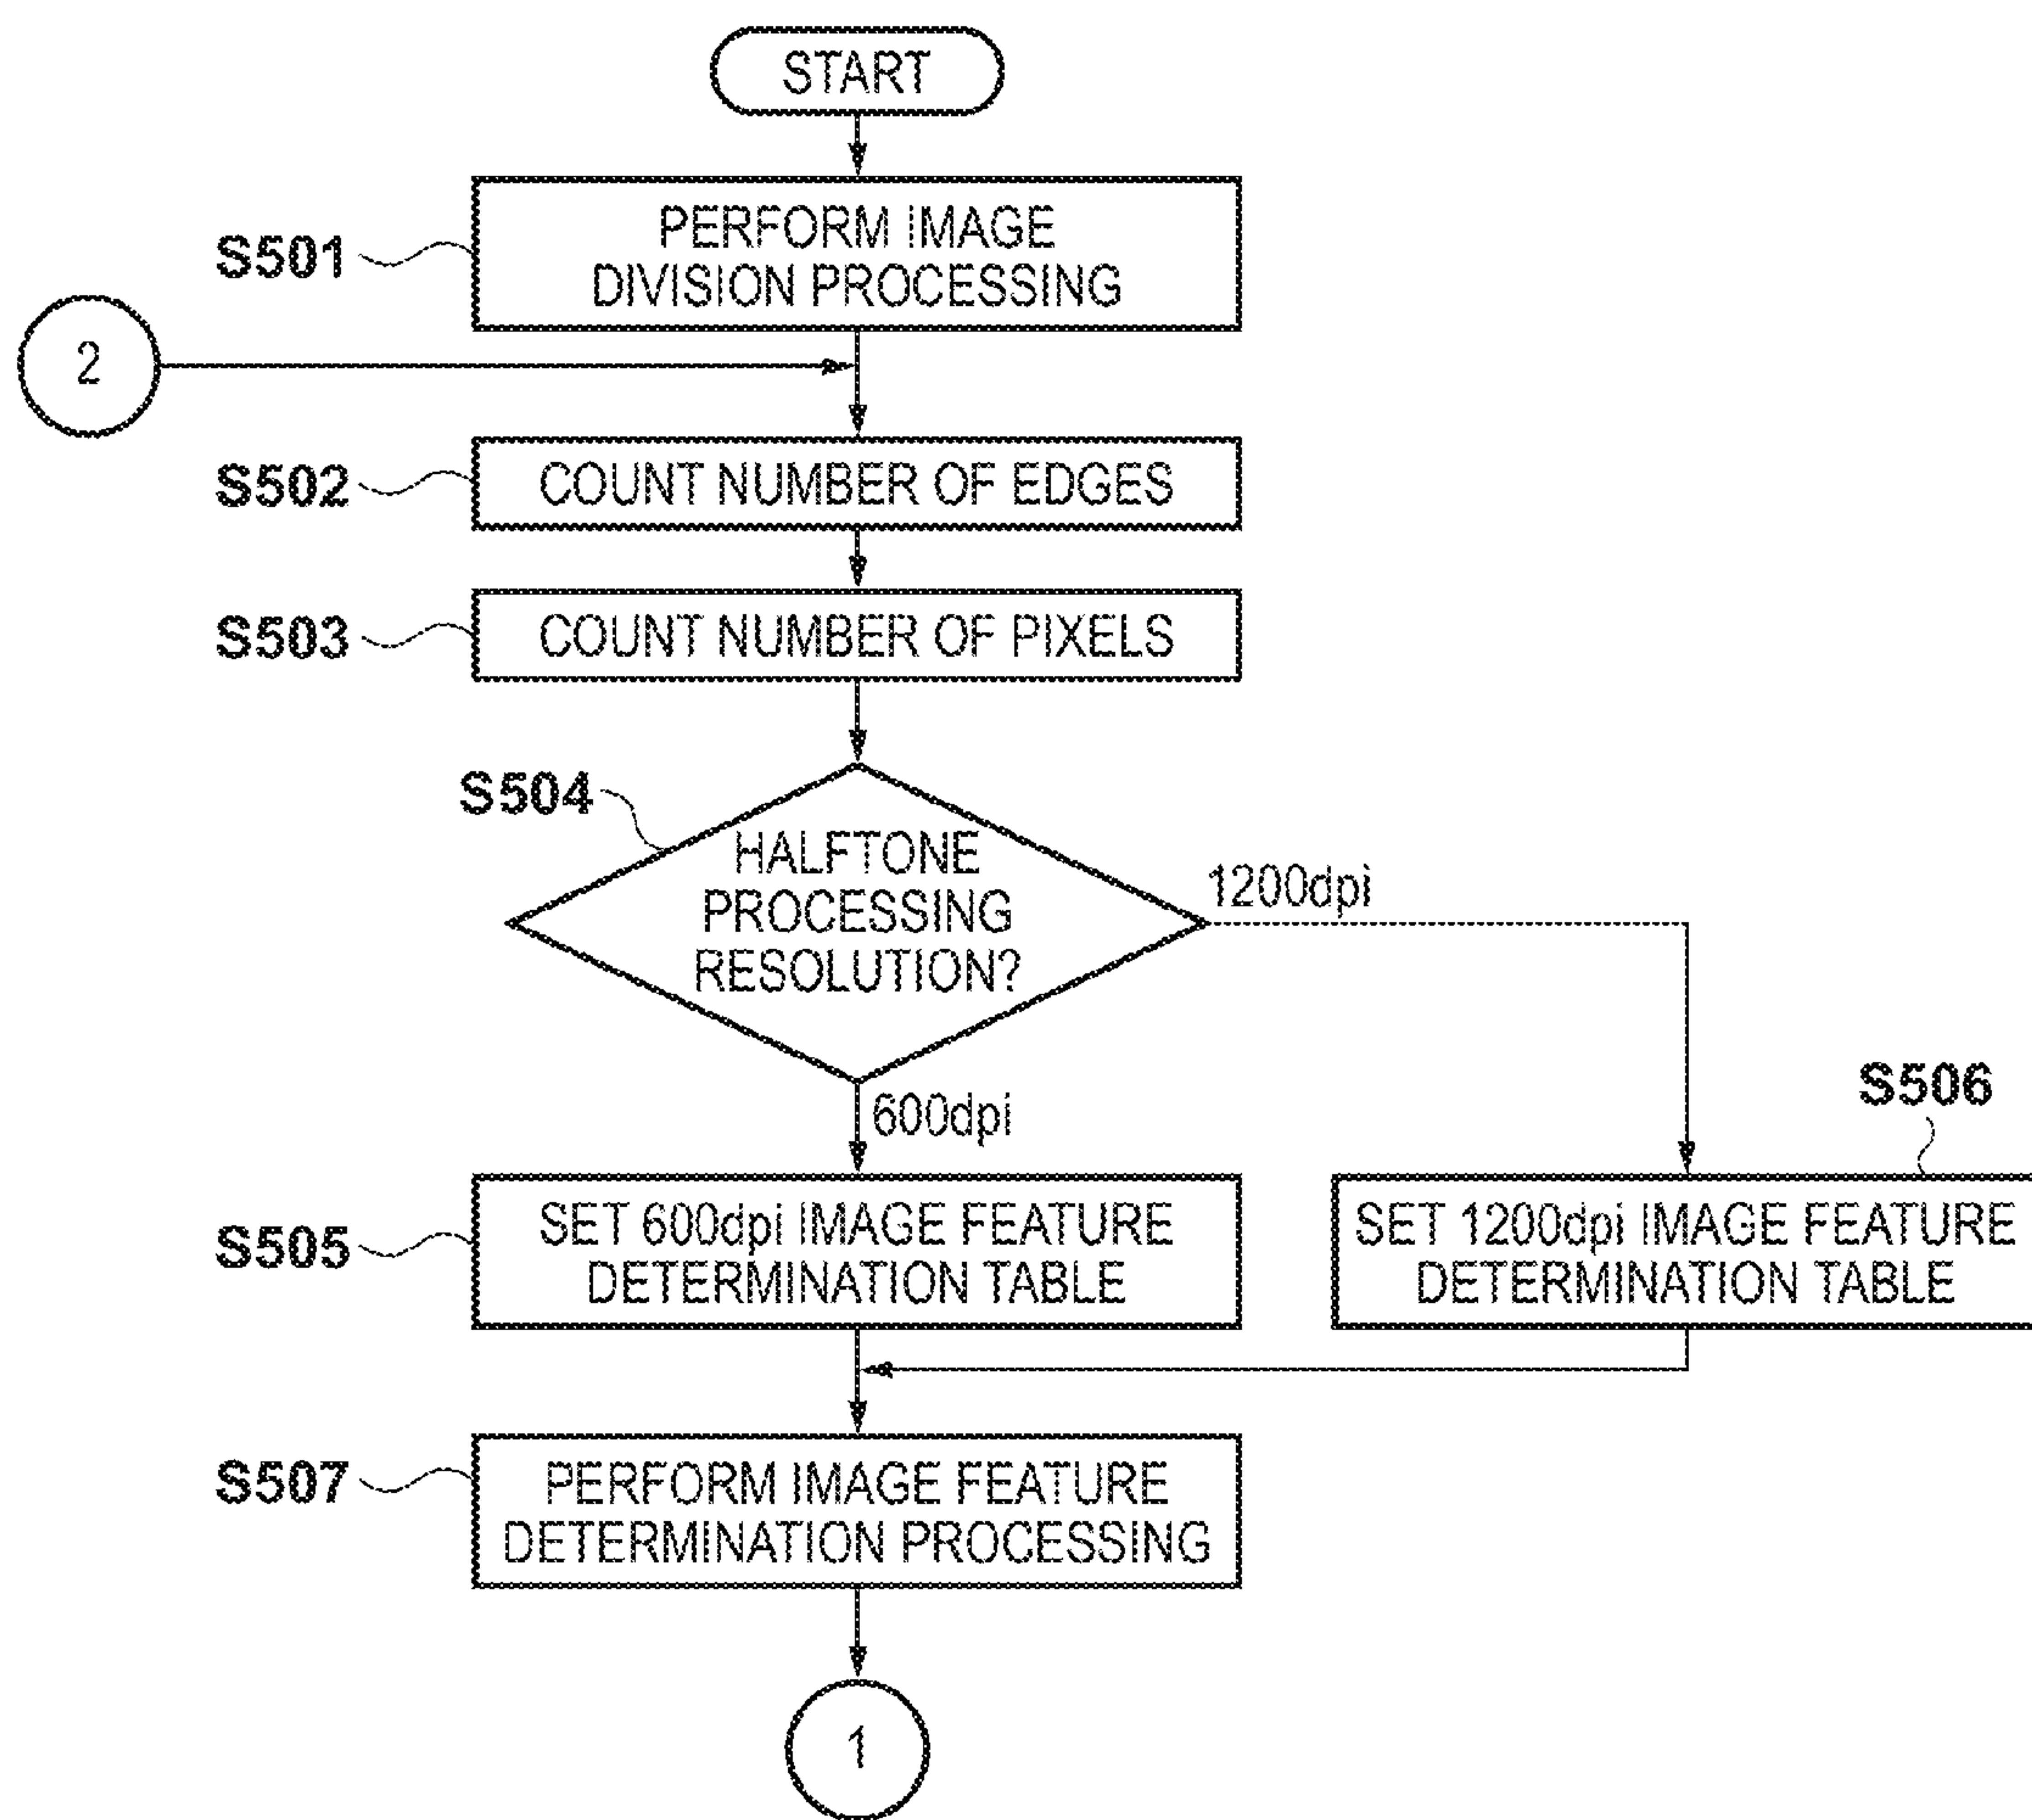 START
S501
PERFORM IMAGE
DIVISION PROCESSING
2
S502
COUNT NUMBER OF EDGES
S503
COUNT NUMBER OF PIXELS
S504
HALFTONE
PROCESSING
RESOLUTION?
1200dpi
600dpi
S505
SET 600dpi IMAGE FEATURE
DETERMINATION TABLE
S506
SET 1200dpi IMAGE FEATURE
DETERMINATION TABLE
S507
PERFORM IMAGE FEATURE
DETERMINATION PROCESSING
1